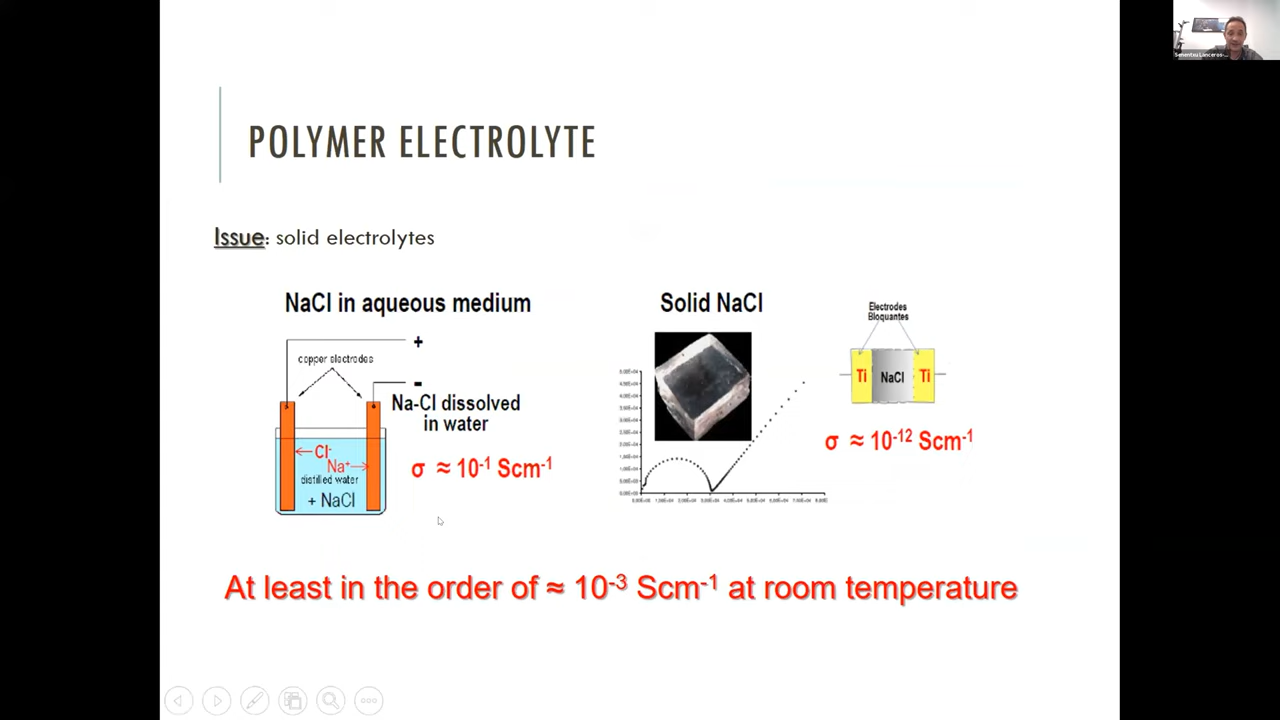 POLYMER ELECTROLYTE
Issue: solid electrolytes
NaCl in aqueous medium
+
copper electrodes
-
Na-Cl dissolved
in water
Cl-
Na+
distilled water
+ NaCl
σ ≈ 10-1 Scm-1
Solid NaCl
Electrodes
Bloquantes
Ti
NaCl
Ti
σ ≈ 10-12 Scm-1
At least in the order of ≈ 10-3 Scm-1 at room temperature